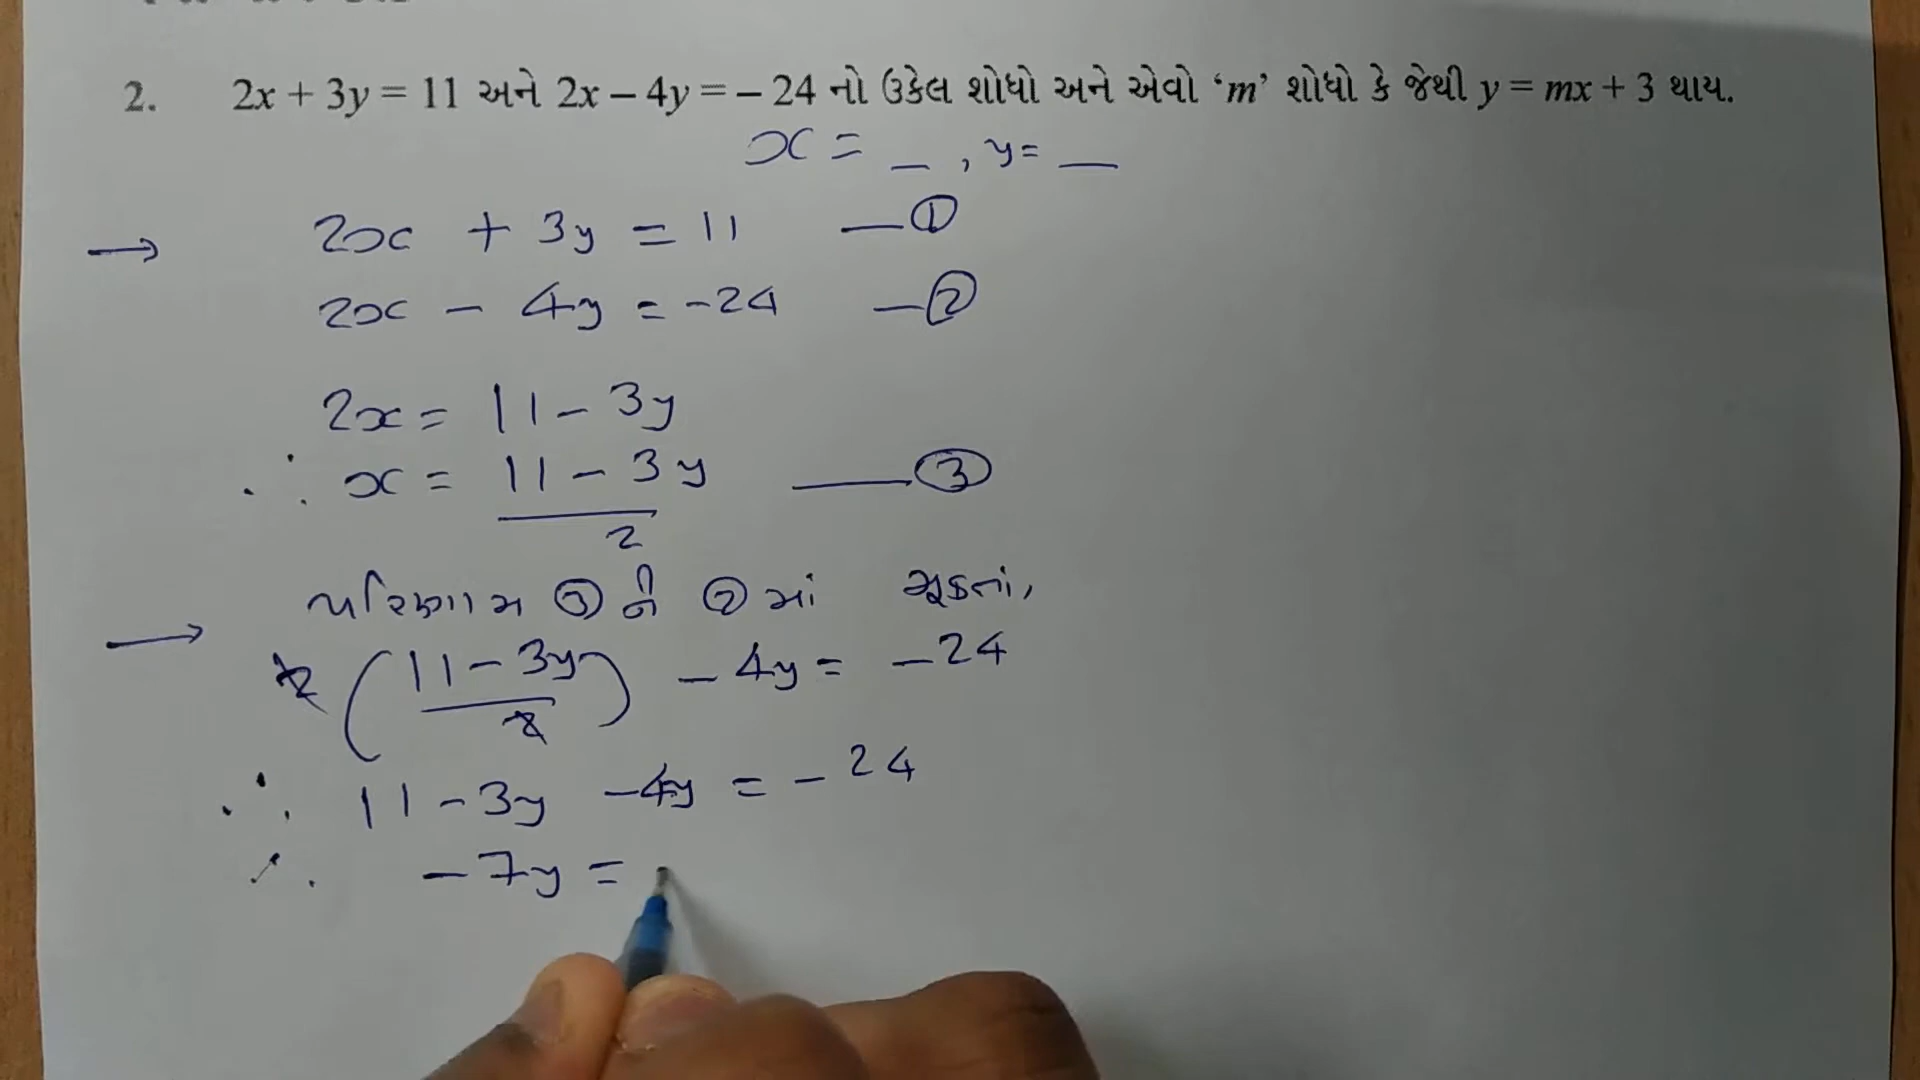 2. 2x + 3y = 11 અને 2x – 4y = – 24 નો ઉકેલ શોધો અને એવો ‘m’ શોધો કે જેથી y = mx + 3 થાય.
x = _ , y = _
→ 2x + 3y = 11 — ①
2x - 4y = -24 — ②
2x = 11 - 3y
∴ x = 11 - 3y — ③
2
પરિણામ ③ ને ② માં મૂકતાં,
→ 2 ( 11 - 3y ) - 4y = -24
2
∴ 11 - 3y - 4y = - 24
∴ - 7y =